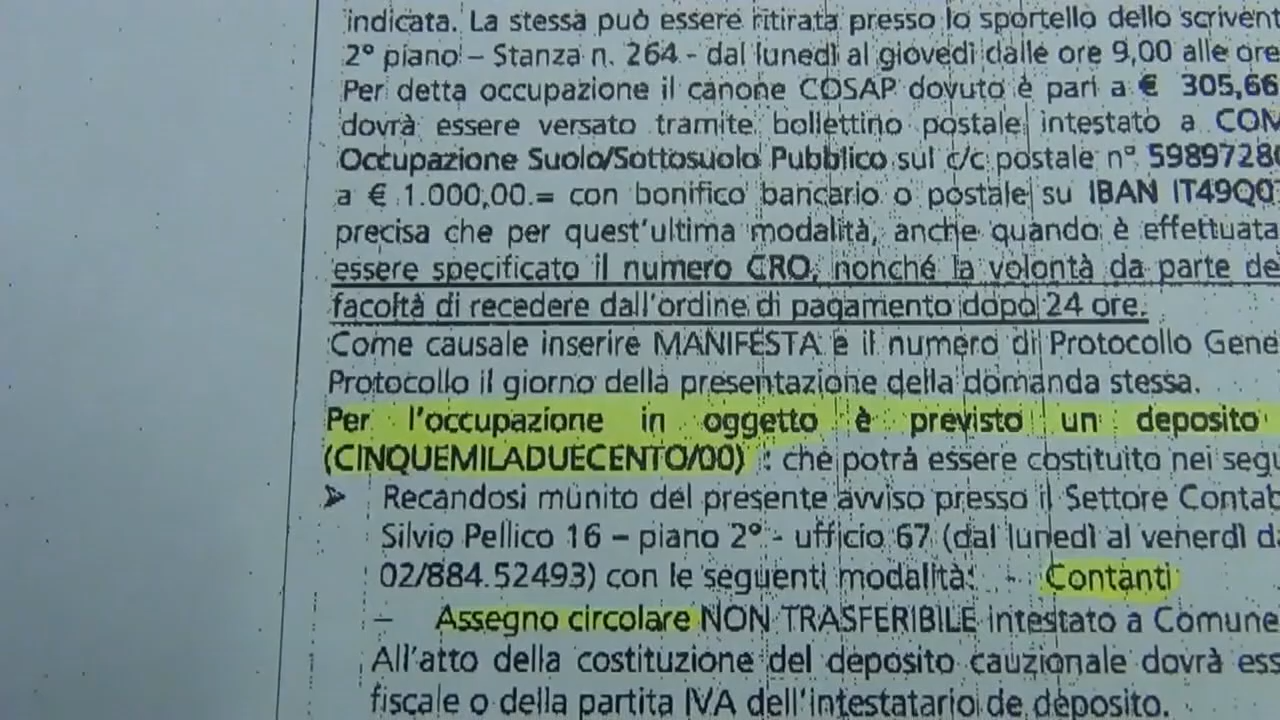 indicata. La stessa può essere ritirata presso lo sportello dello scrivent
2° piano – Stanza n. 264 - dal lunedì al giovedì dalle ore 9,00 alle ore
Per detta occupazione il canone COSAP dovuto è pari a € 305,66
dovrà essere versato tramite bollettino postale intestato a COM
Occupazione Suolo/Sottosuolo Pubblico sul c/c postale n° 5989728
a € 1.000,00.= con bonifico bancario o postale su IBAN IT49Q0
precisa che per quest'ultima modalità, anche quando è effettuata
essere specificato il numero CRO, nonché la volontà da parte de
facoltà di recedere dall'ordine di pagamento dopo 24 ore.
Come causale inserire MANIFESTA e il numero di Protocollo Gene
Protocollo il giorno della presentazione della domanda stessa.
Per l'occupazione in oggetto è previsto un deposito
(CINQUEMILADUECENTO/00) : che potrà essere costituito nei segu
➢ Recandosi munito del presente avviso presso il Settore Contab
Silvio Pellico 16 – piano 2° - ufficio 67 (dal lunedì al venerdì d
02/884.52493) con le seguenti modalità: - Contanti
– Assegno circolare NON TRASFERIBILE intestato a Comune
All'atto della costituzione del deposito cauzionale dovrà ess
fiscale o della partita IVA dell'intestatario de deposito.